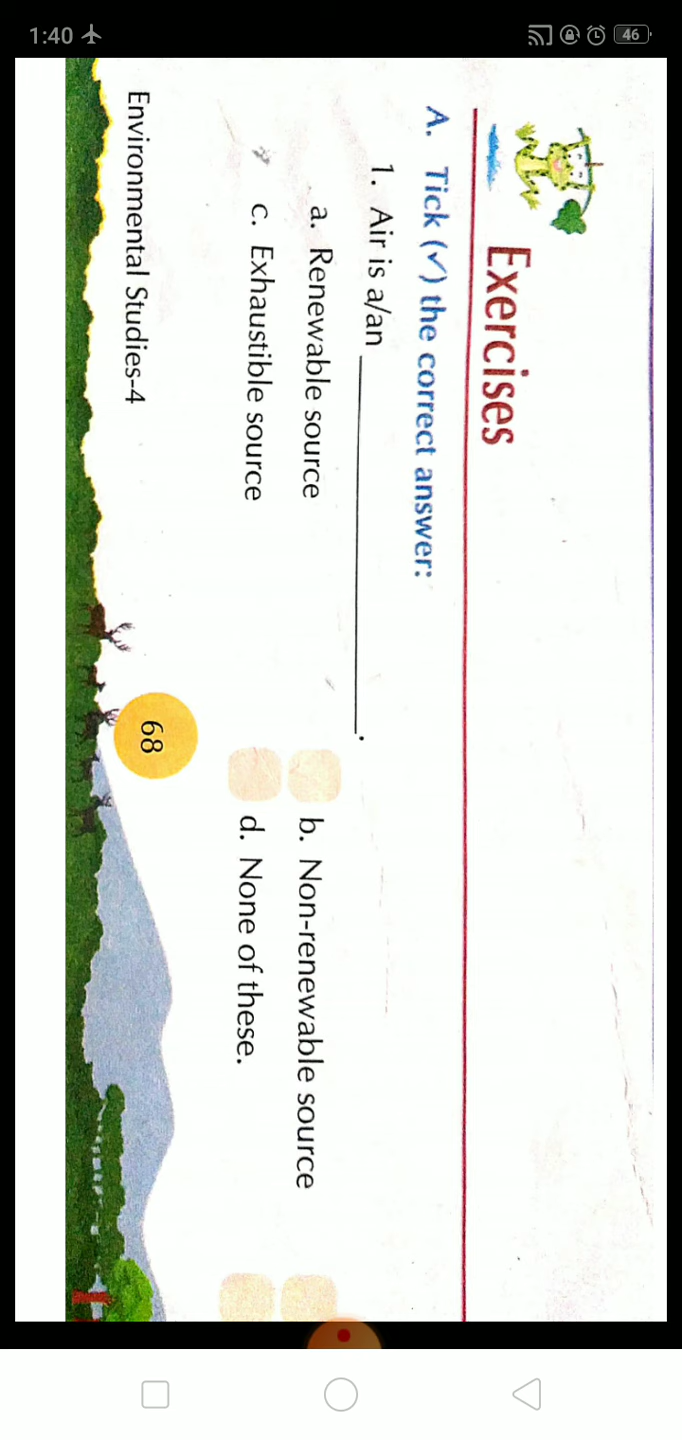 1:40
46
Exercises
A. Tick (✓) the correct answer:
1. Air is a/an ____________________.
a. Renewable source b. Non-renewable source
c. Exhaustible source d. None of these.
Environmental Studies-4 68